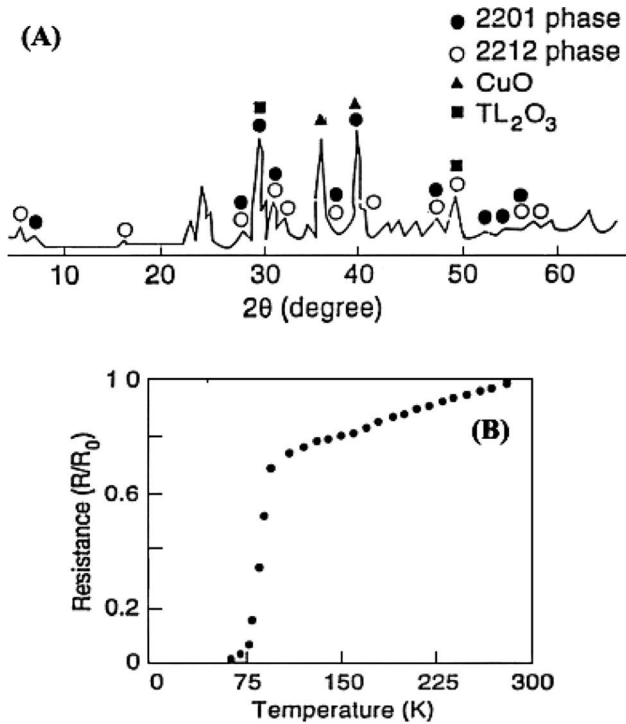 (A)
2201 phase
2212 phase
CuO
TL₂O₃
10 20 30 40 50 60
2θ (degree)
1 0
0.6
0.2
0
Resistance (R/R₀)
(B)
0 75 150 225 300
Temperature (K)